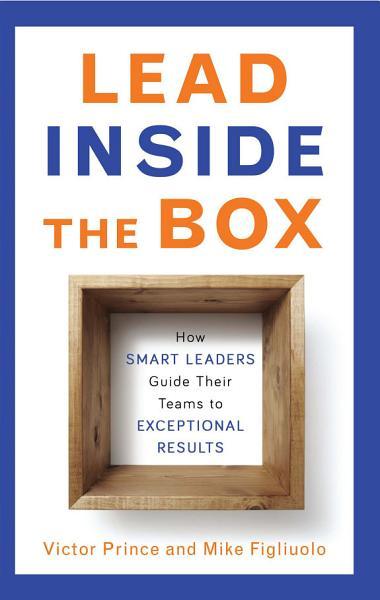 LEAD
INSIDE
THE BOX
How
SMART LEADERS
Guide Their
Teams to
EXCEPTIONAL
RESULTS
Victor Prince and Mike Figliuolo